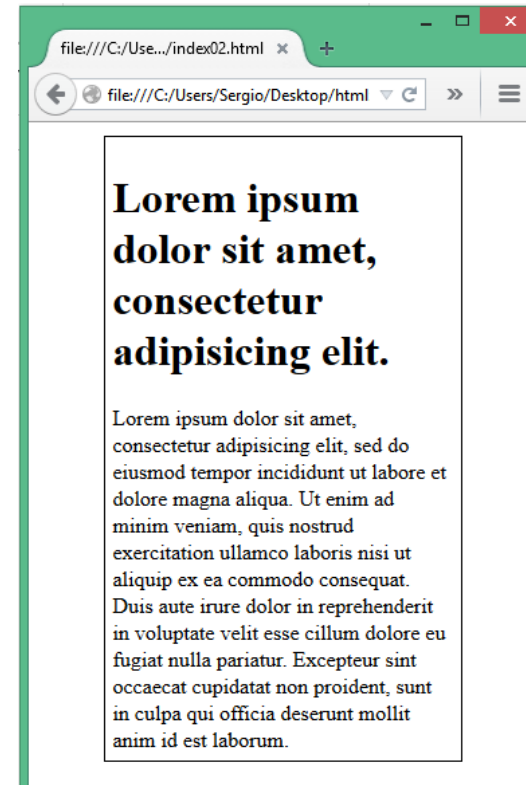 file:///C:/Use.../index02.html
file:///C:/Users/Sergio/Desktop/html
Lorem ipsum
dolor sit amet,
consectetur
adipisicing elit.
Lorem ipsum dolor sit amet,
consectetur adipisicing elit, sed do
eiusmod tempor incididunt ut labore et
dolore magna aliqua. Ut enim ad
minim veniam, quis nostrud
exercitation ullamco laboris nisi ut
aliquip ex ea commodo consequat.
Duis aute irure dolor in reprehenderit
in voluptate velit esse cillum dolore eu
fugiat nulla pariatur. Excepteur sint
occaecat cupidatat non proident, sunt
in culpa qui officia deserunt mollit
anim id est laborum.